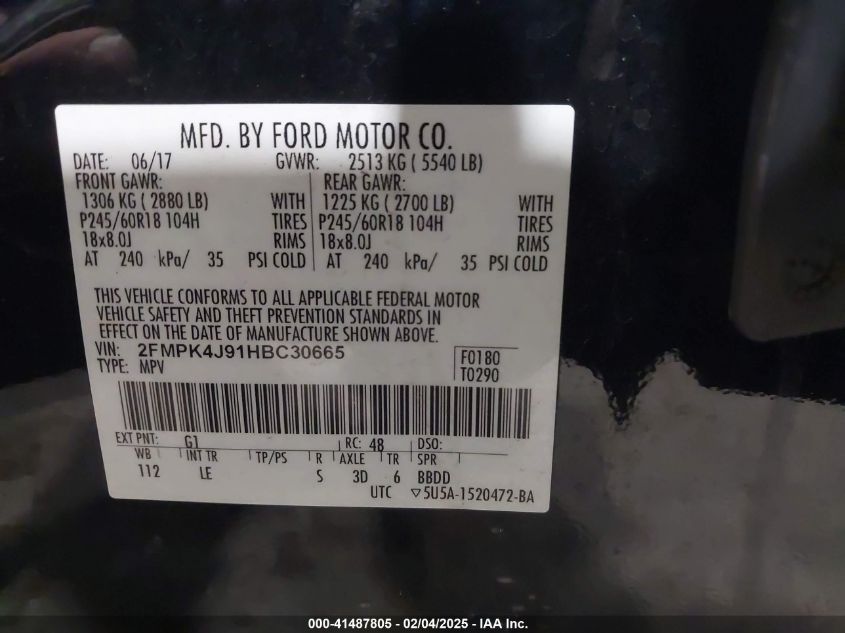 MFD. BY FORD MOTOR CO.
DATE: 06/17 GVWR: 2513 KG ( 5540 LB)
FRONT GAWR: REAR GAWR:
1306 KG ( 2880 LB) WITH 1225 KG ( 2700 LB) WITH
P245/60R18 104H TIRES P245/60R18 104H TIRES
18x8.0J RIMS 18x8.0J RIMS
AT 240 kPa/ 35 PSI COLD AT 240 kPa/ 35 PSI COLD
THIS VEHICLE CONFORMS TO ALL APPLICABLE FEDERAL MOTOR
VEHICLE SAFETY AND THEFT PREVENTION STANDARDS IN
EFFECT ON THE DATE OF MANUFACTURE SHOWN ABOVE.
VIN: 2FMPK4J91HBC30665 F0180
TYPE: MPV T0290
EXT PNT: G1 RC: 48 DSO:
WB INT TR TP/PS R AXLE TR SPR
112 LE S 3D 6 BBDD
UTC ▽5U5A-1520472-BA
000-41487805 - 02/04/2025 - IAA Inc.